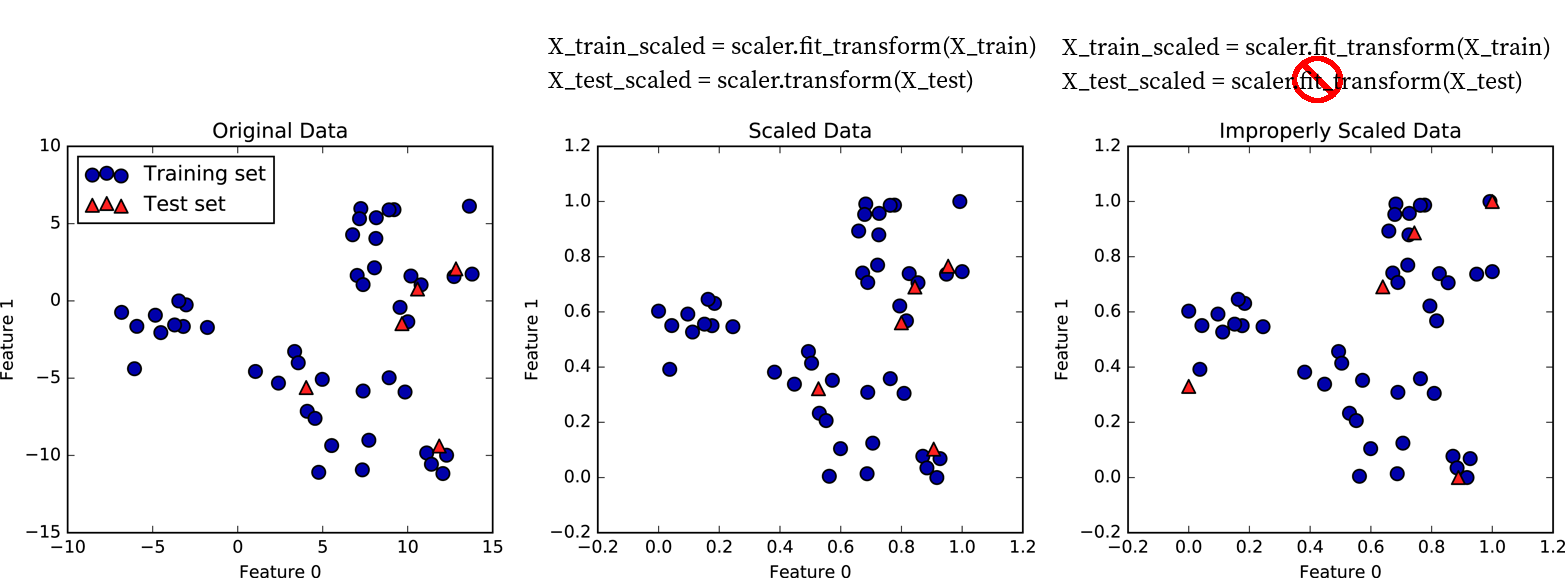 X_train_scaled = scaler.fit_transform(X_train)
X_test_scaled = scaler.transform(X_test)
X_train_scaled = scaler.fit_transform(X_train)
X_test_scaled = scaler.fit_transform(X_test)
Original Data
Training set
Test set
10
5
0
−5
−10
−15
−10
−5
0
5
10
15
Feature 0
Feature 1
Scaled Data
1.2
1.0
0.8
0.6
0.4
0.2
0.0
−0.2
−0.2
0.0
0.2
0.4
0.6
0.8
1.0
1.2
Feature 0
Feature 1
Improperly Scaled Data
1.2
1.0
0.8
0.6
0.4
0.2
0.0
−0.2
−0.2
0.0
0.2
0.4
0.6
0.8
1.0
1.2
Feature 0
Feature 1